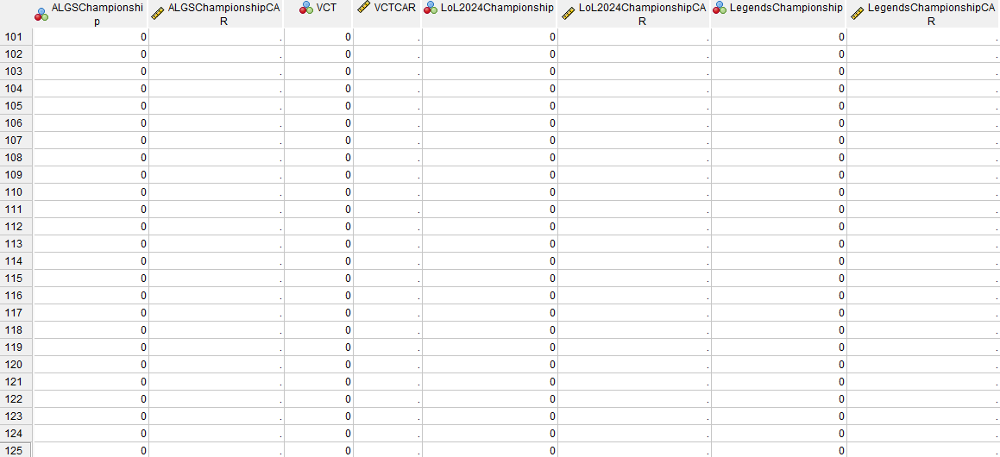 ALGSChampionshi
p ALGSChampionshipCA
R VCT VCTCAR LoL2024Championship LoL2024ChampionshipCA
R LegendsChampionship LegendsChampionshipCA
R
101 0 . 0 . 0 . 0 .
102 0 . 0 . 0 . 0 .
103 0 . 0 . 0 . 0 .
104 0 . 0 . 0 . 0 .
105 0 . 0 . 0 . 0 .
106 0 . 0 . 0 . 0 .
107 0 . 0 . 0 . 0 .
108 0 . 0 . 0 . 0 .
109 0 . 0 . 0 . 0 .
110 0 . 0 . 0 . 0 .
111 0 . 0 . 0 . 0 .
112 0 . 0 . 0 . 0 .
113 0 . 0 . 0 . 0 .
114 0 . 0 . 0 . 0 .
115 0 . 0 . 0 . 0 .
116 0 . 0 . 0 . 0 .
117 0 . 0 . 0 . 0 .
118 0 . 0 . 0 . 0 .
119 0 . 0 . 0 . 0 .
120 0 . 0 . 0 . 0 .
121 0 . 0 . 0 . 0 .
122 0 . 0 . 0 . 0 .
123 0 . 0 . 0 . 0 .
124 0 . 0 . 0 . 0 .
125 0 . 0 . 0 . 0 .